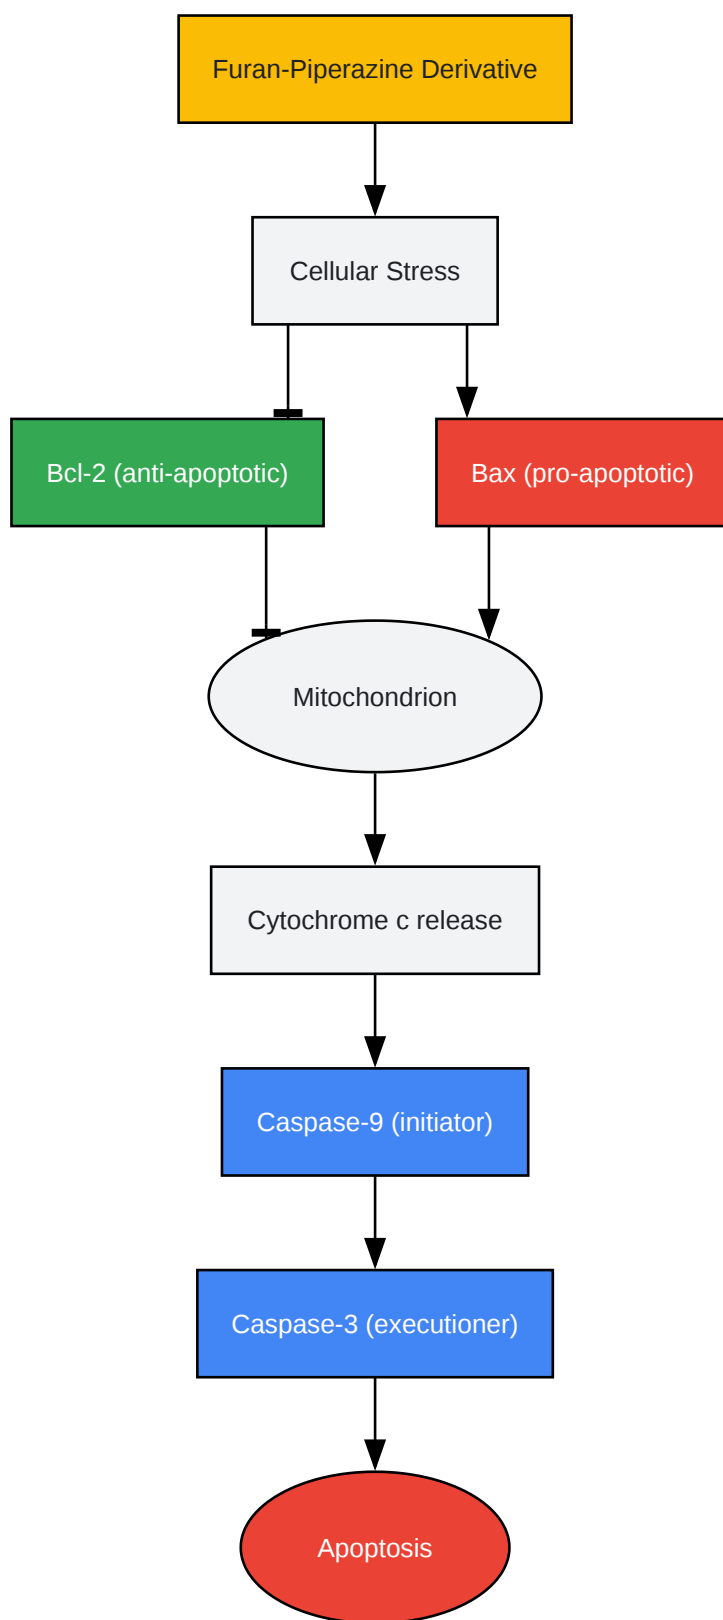 Furan-Piperazine Derivative
Cellular Stress
Bcl-2 (anti-apoptotic)
Bax (pro-apoptotic)
Mitochondrion
Cytochrome c release
Caspase-9 (initiator)
Caspase-3 (executioner)
Apoptosis